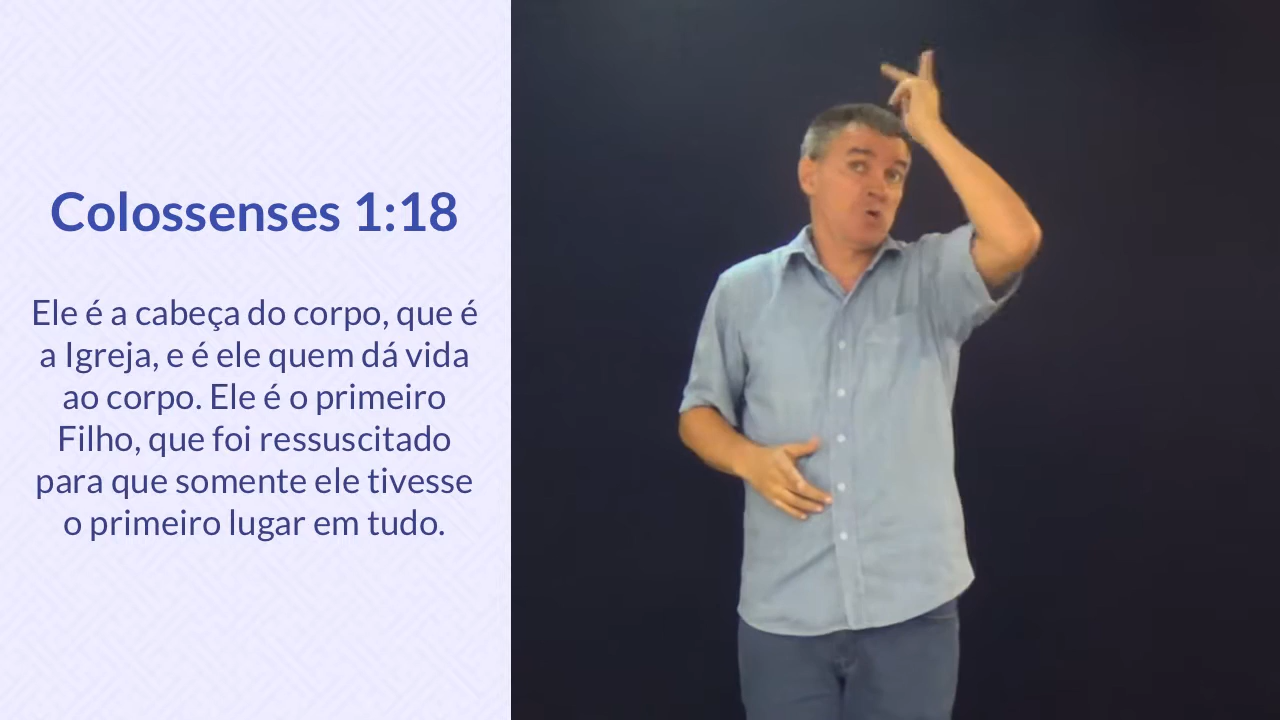 Colossenses 1:18
Ele é a cabeça do corpo, que é
a Igreja, e é ele quem dá vida
ao corpo. Ele é o primeiro
Filho, que foi ressuscitado
para que somente ele tivesse
o primeiro lugar em tudo.